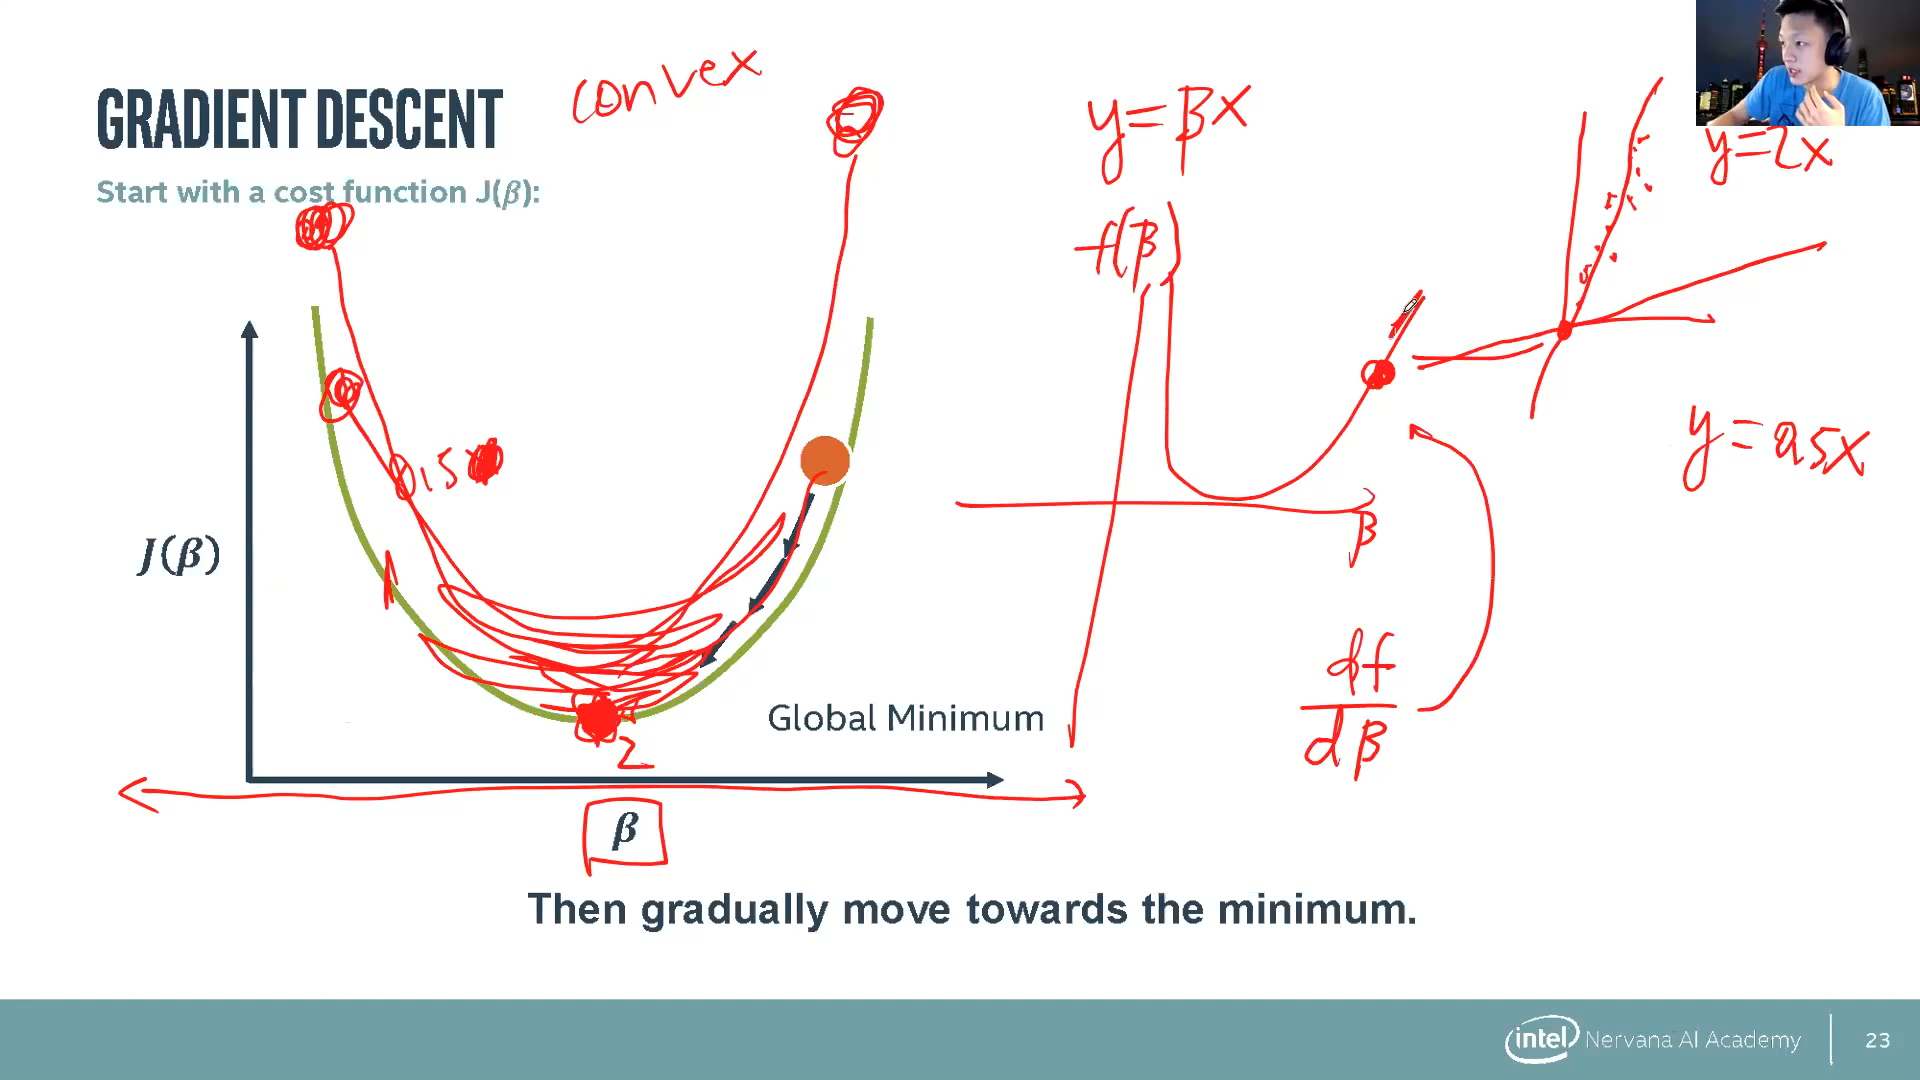 GRADIENT DESCENT
Start with a cost function J(β):
convex
y=βx
f(β)
y=2x
y=0.5x
1.5
J(β)
β
df
dβ
Global Minimum
2
β
Then gradually move towards the minimum.
intel Nervana AI Academy 23